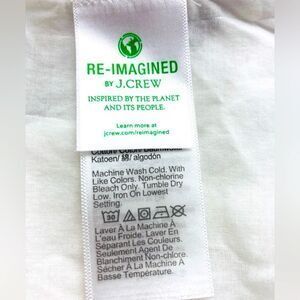 RE-IMAGINED
BY J.CREW
INSPIRED BY THE PLANET
AND ITS PEOPLE.
Learn more at
jcrew.com/reimagined
Katoen/ 綿/ algodón
Machine Wash Cold. With
Like Colors. Non-chlorine
Bleach Only. Tumble Dry
Low. Iron On Lowest
Setting.
30
Laver À La Machine À
L'eau Froide. Laver En
Séparant Les Couleurs.
Seulement Agent De
Blanchiment Non-chlore.
Sécher À La Machine À
Basse Température.